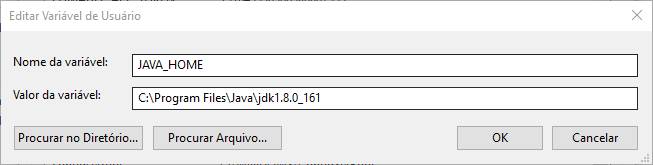 Editar Variável de Usuário
Nome da variável:
JAVA_HOME
Valor da variável:
C:\Program Files\Java\jdk1.8.0_161
Procurar no Diretório...
Procurar Arquivo...
OK
Cancelar